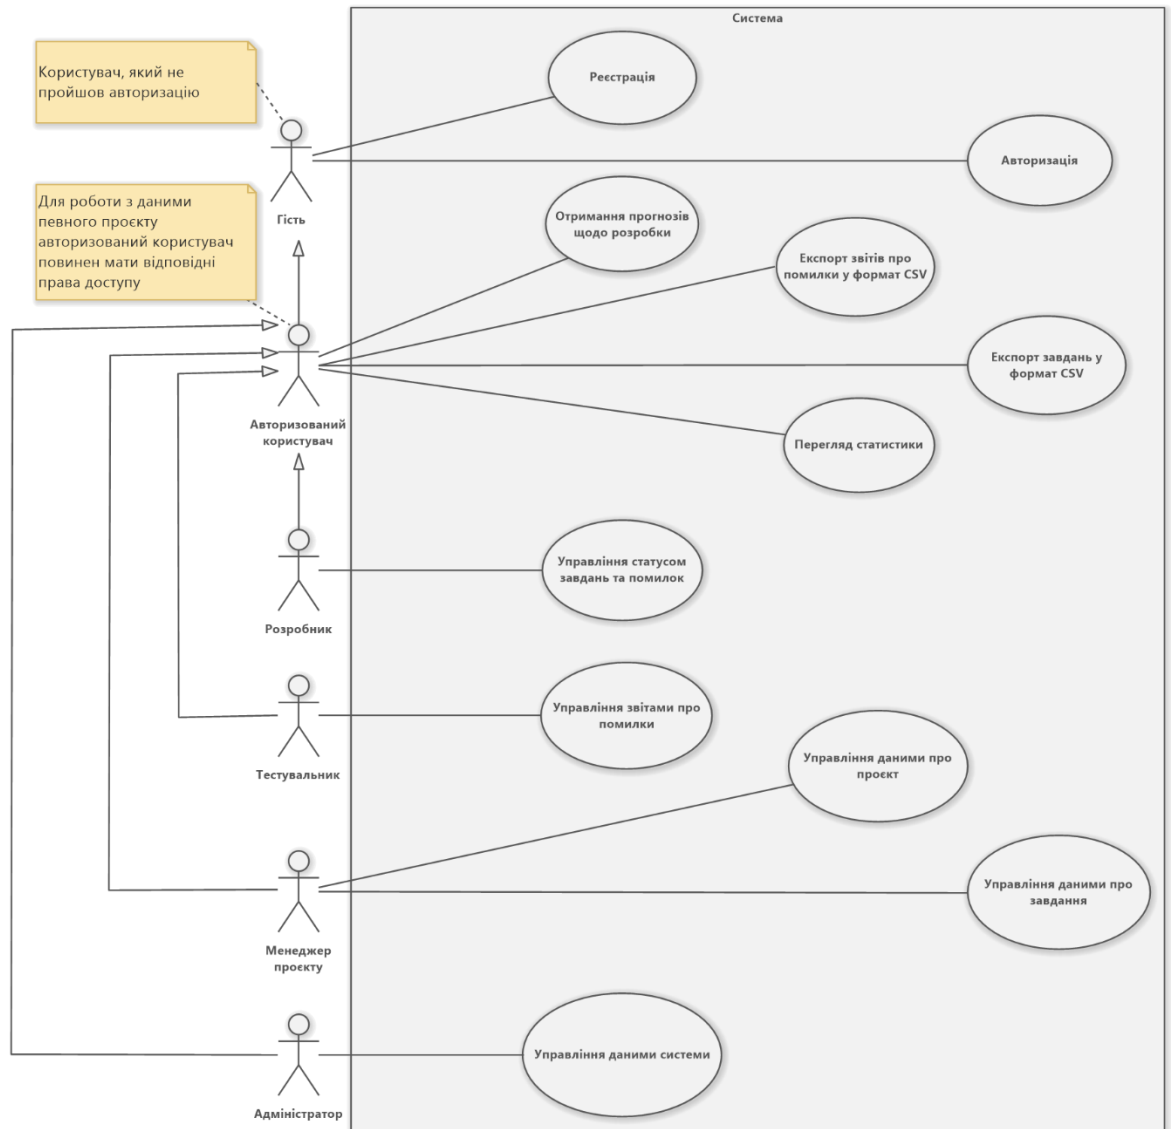 Система
Користувач, який не
пройшов авторизацію
Реєстрація
Авторизація
Гість
Для роботи з даними
певного проєкту
авторизований користувач
повинен мати відповідні
права доступу
Отримання прогнозів
щодо розробки
Експорт звітів про
помилки у формат CSV
Експорт завдань у
формат CSV
Авторизований
користувач
Перегляд статистики
Управління статусом
завдань та помилок
Розробник
Управління звітами про
помилки
Тестувальник
Управління даними про
проєкт
Управління даними про
завдання
Менеджер
проєкту
Управління даними системи
Адміністратор